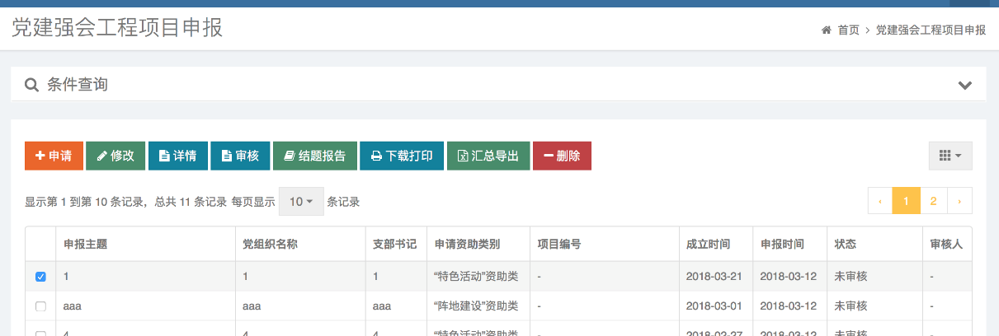 党建强会工程项目申报
首页 > 党建强会工程项目申报
条件查询
申请 修改 详情 审核 结题报告 下载打印 汇总导出 删除
显示第 1 到第 10 条记录，总共 11 条记录 每页显示 10 条记录
‹ 1 2 ›
申报主题 党组织名称 支部书记 申请资助类别 项目编号 成立时间 申报时间 状态 审核人
1 1 1 “特色活动”资助类 - 2018-03-21 2018-03-12 未审核 -
aaa aaa aaa “阵地建设”资助类 - 2018-03-01 2018-03-12 未审核 -
4 4 4 “特色活动”资助类 - 2018-02-27 2018-03-12 未审核 -